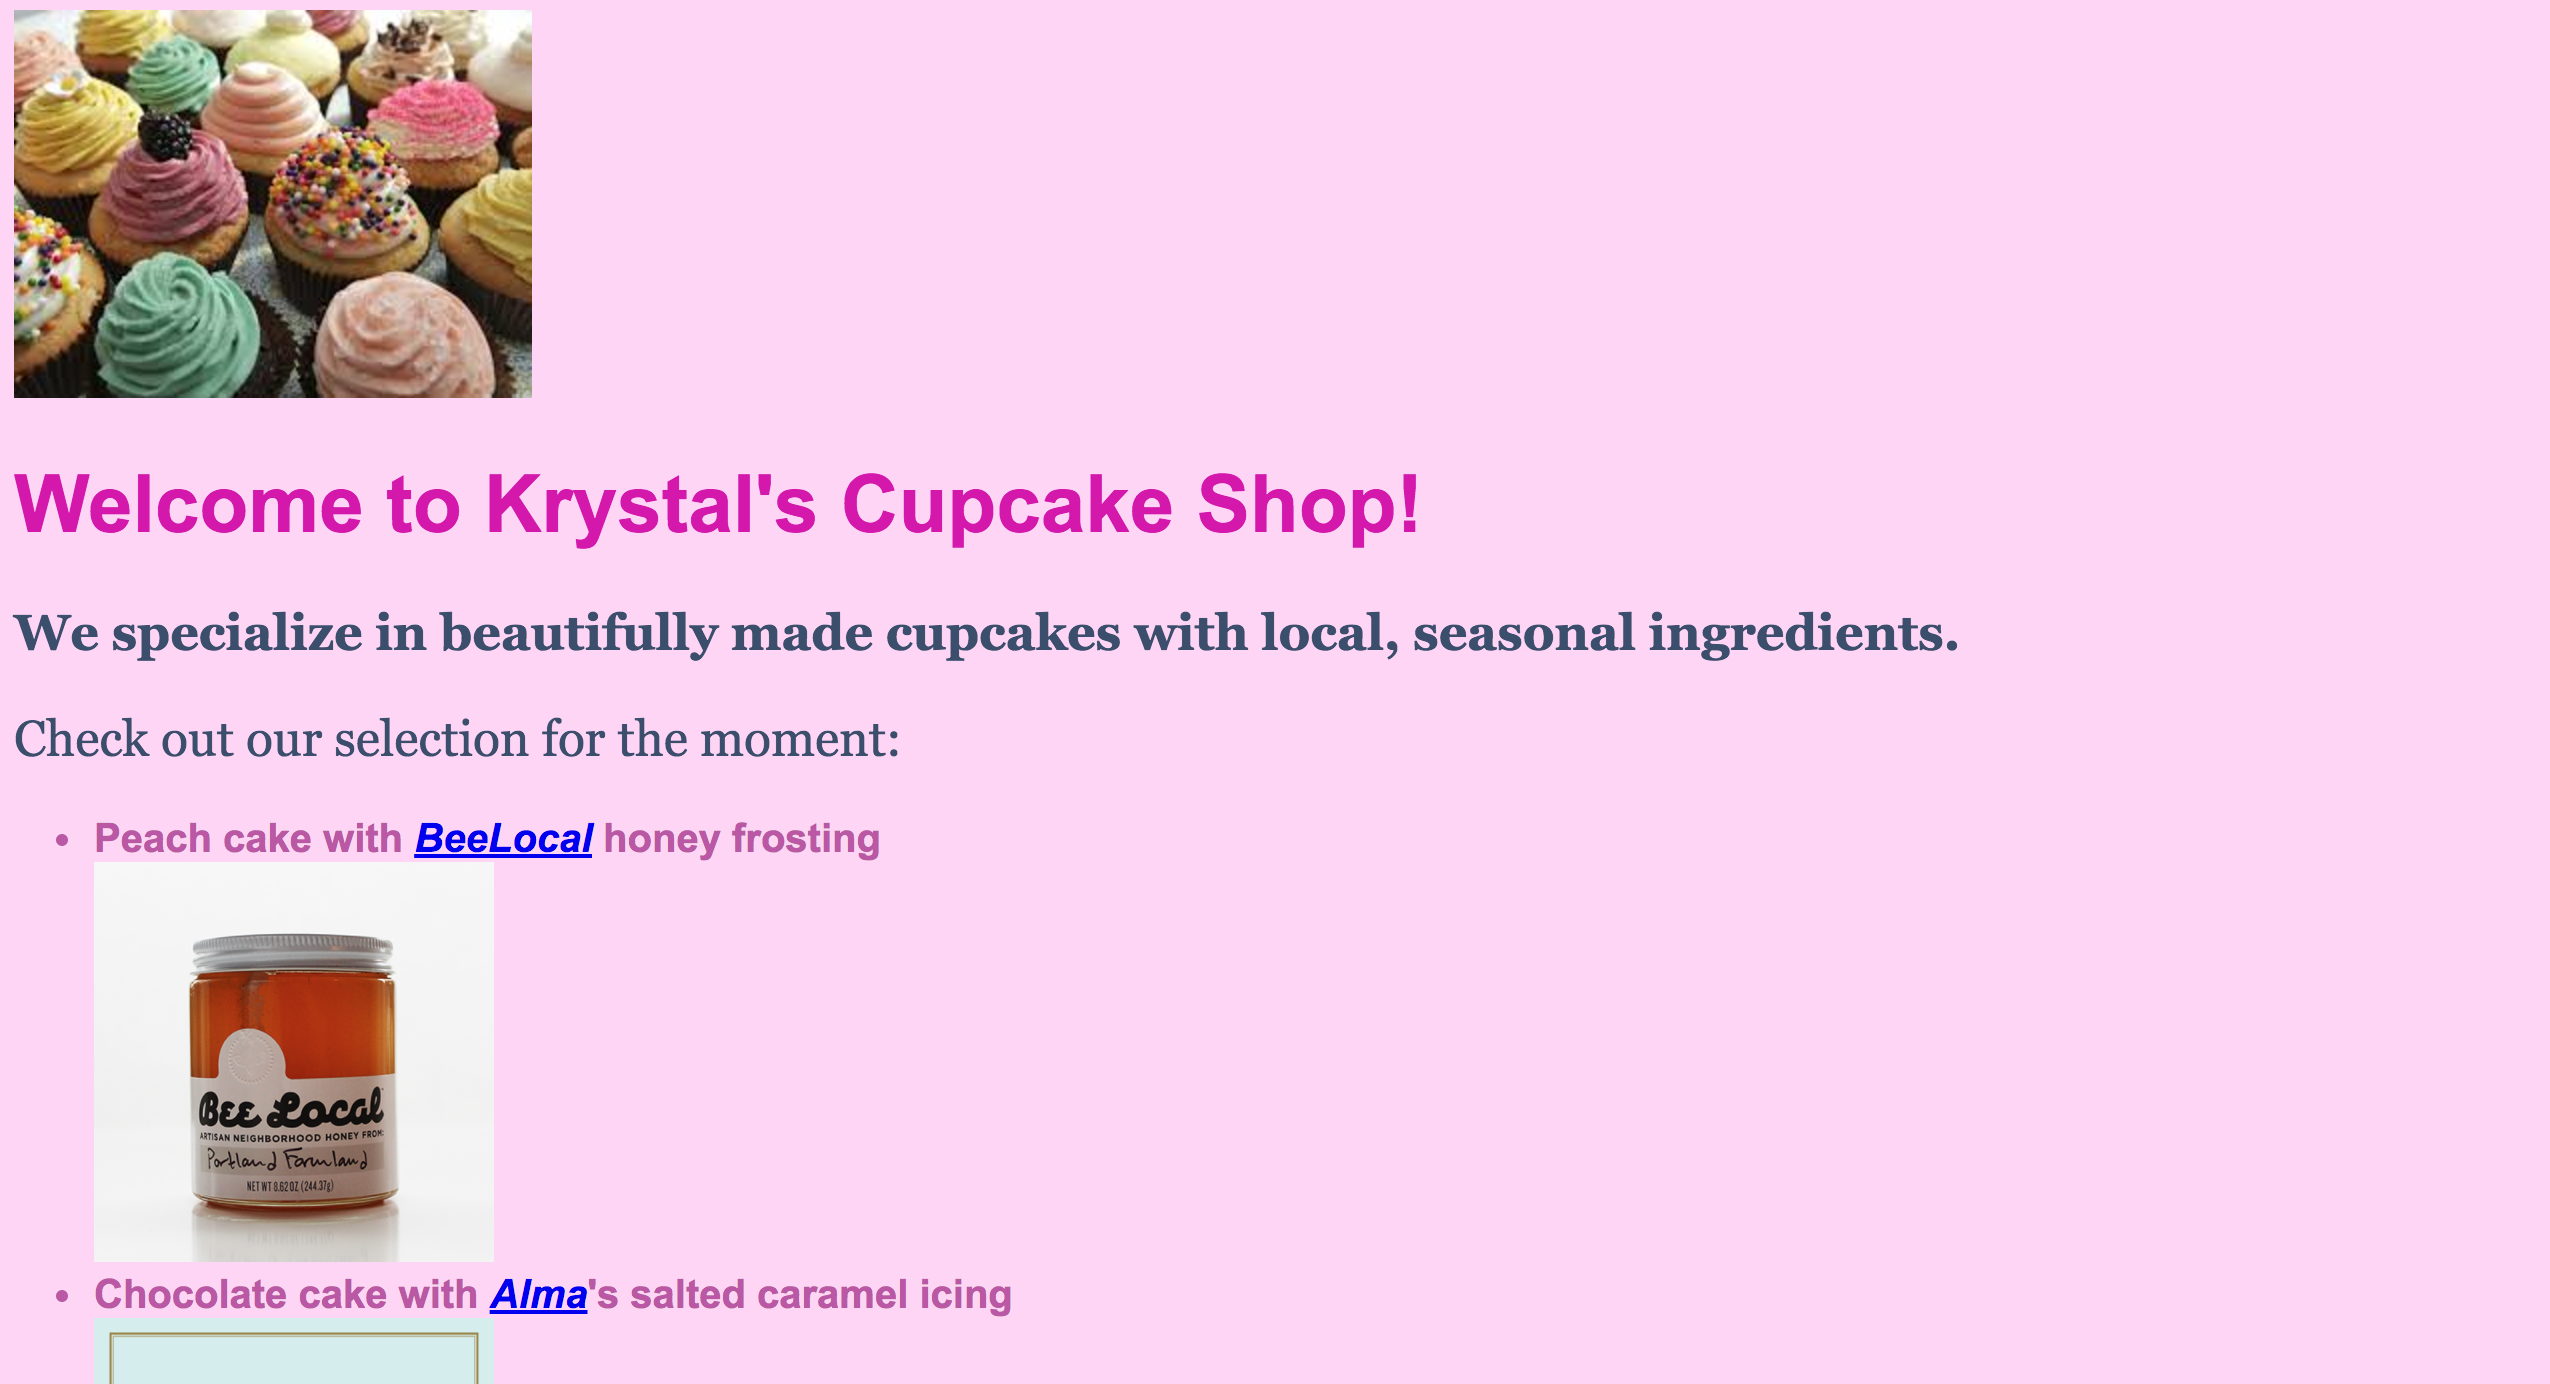 Welcome to Krystal's Cupcake Shop!
We specialize in beautifully made cupcakes with local, seasonal ingredients.
Check out our selection for the moment:
• Peach cake with BeeLocal honey frosting
BEE LOCAL
ARTISAN NEIGHBORHOOD HONEY FROM:
Portland Farmland
NET WT 8.62 OZ (244.37g)
• Chocolate cake with Alma's salted caramel icing